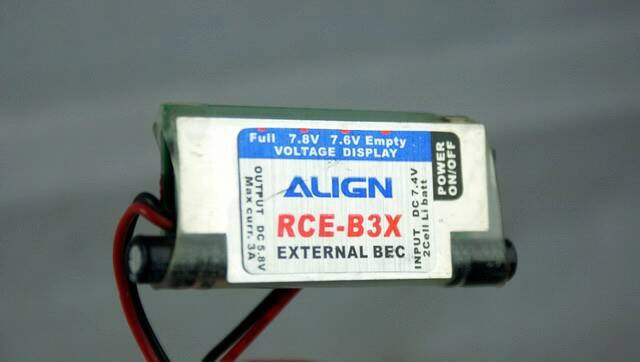 Full 7.8V 7.6V Empty
VOLTAGE DISPLAY
ALIGN
RCE-B3X
EXTERNAL BEC
OUTPUT DC 5.8V
Max curr. 3A
INPUT DC 7.4V
2Cell Li batt
POWER
ON/OFF